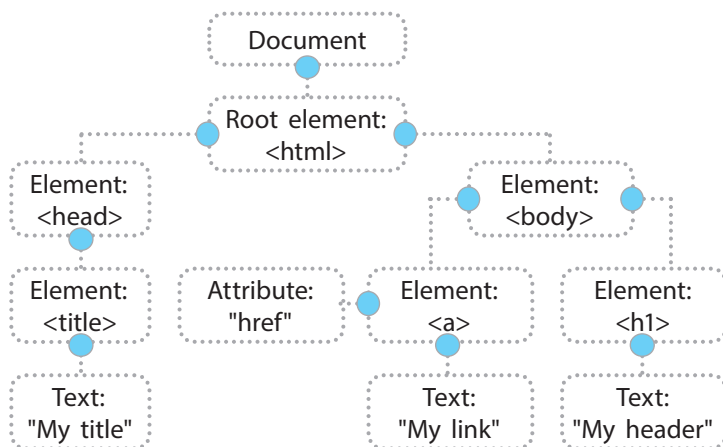 Document
Root element:
<html>
Element:
<head>
Element:
<body>
Element:
<title>
Attribute:
"href"
Element:
<a>
Element:
<h1>
Text:
"My title"
Text:
"My link"
Text:
"My header"